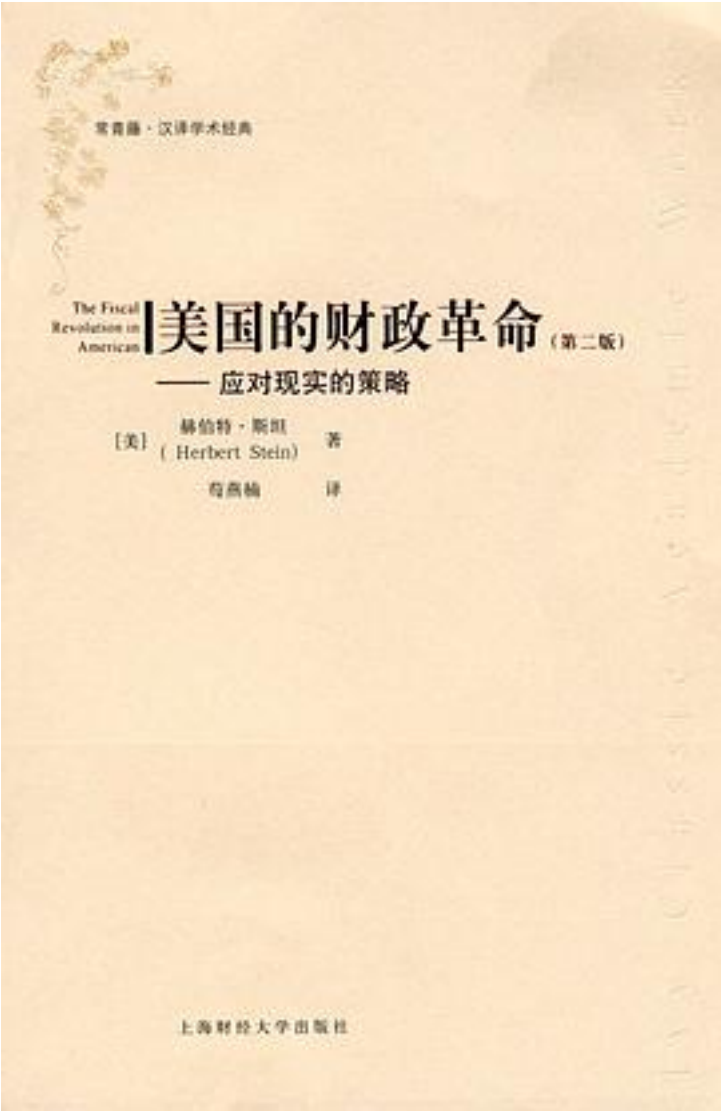 常青藤·汉译学术经典
The Fiscal
Revolution in
American
美国的财政革命(第二版)
——应对现实的策略
[美] 赫伯特·斯坦 著
( Herbert Stein)
苟燕楠 译
上海财经大学出版社